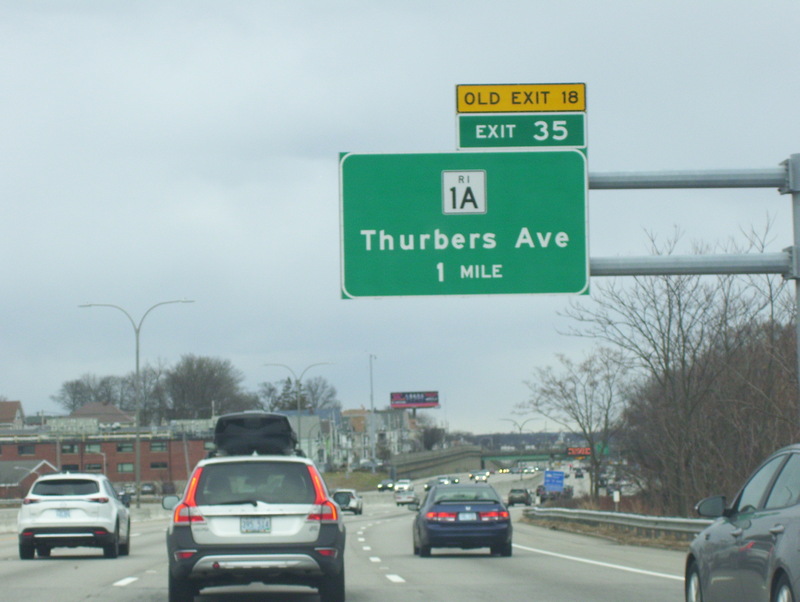 OLD EXIT 18
EXIT 35
RI
1A
Thurbers Ave
1 MILE